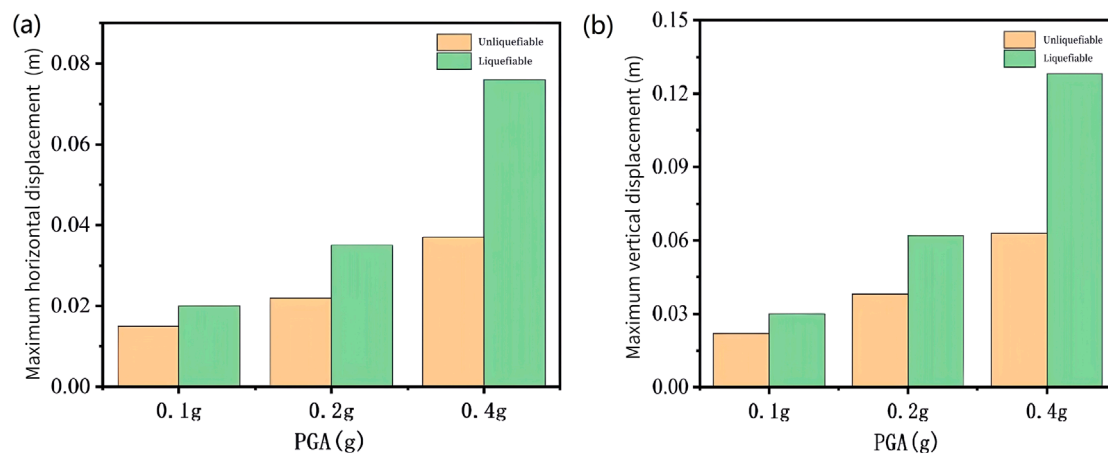 (a)
Maximum horizontal displacement (m)
0.08
0.06
0.04
0.02
0.00
Unliquefiable
Liquefiable
0.1g
0.2g
0.4g
PGA(g)
(b)
Maximum vertical displacement (m)
0.15
0.12
0.09
0.06
0.03
0.00
Unliquefiable
Liquefiable
0.1g
0.2g
0.4g
PGA(g)